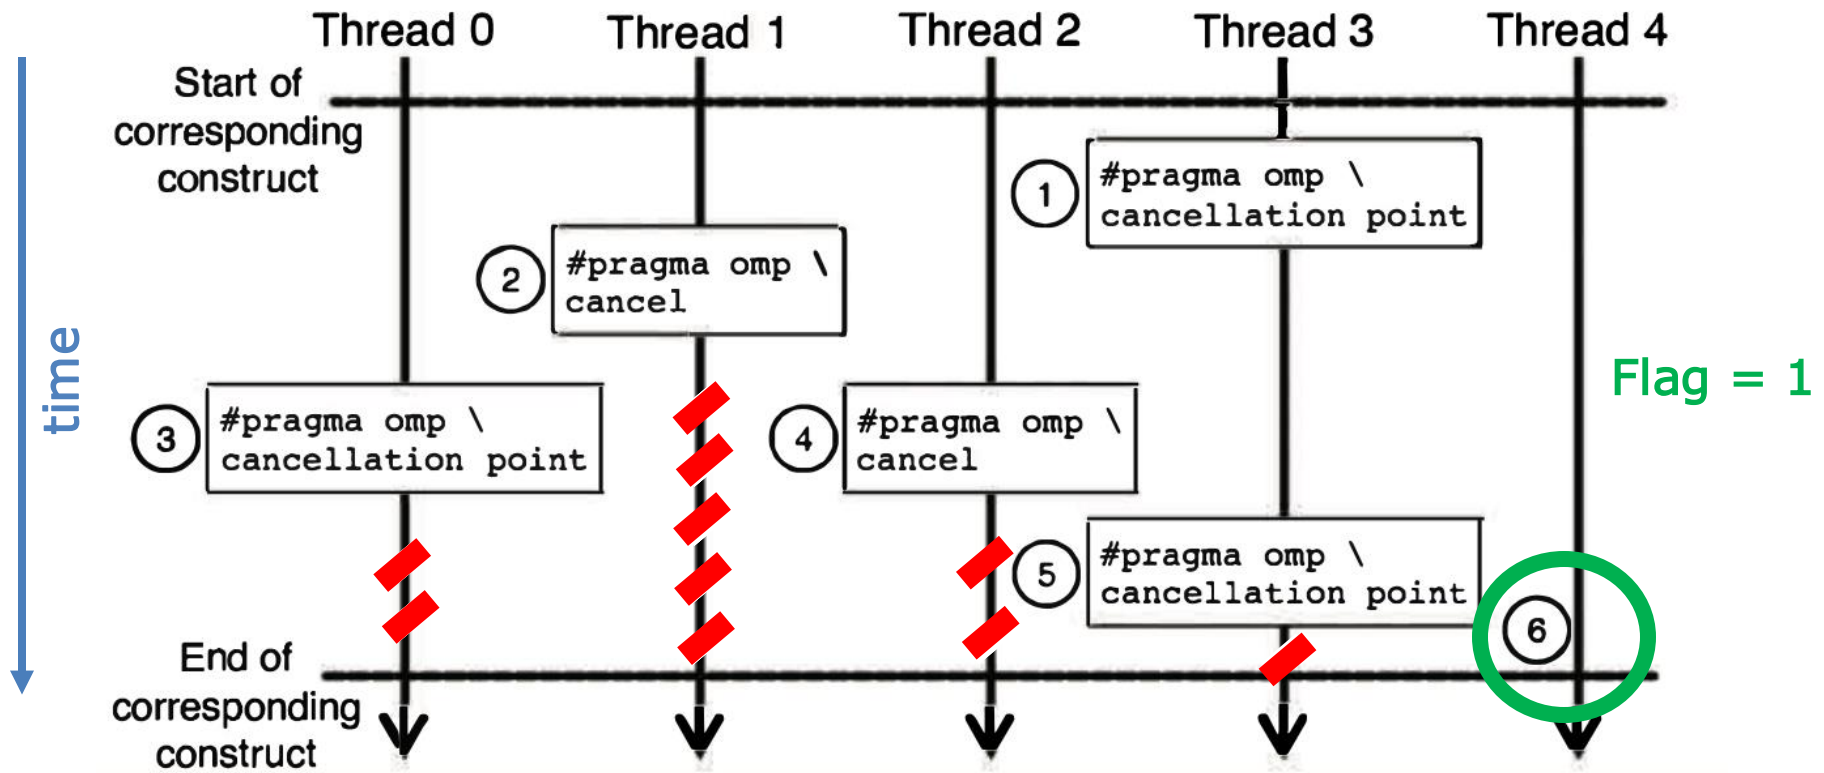 Thread 0
Thread 1
Thread 2
Thread 3
Thread 4
Start of
corresponding
construct
1
#pragma omp \
cancellation point
2
#pragma omp \
cancel
time
Flag = 1
3
#pragma omp \
cancellation point
4
#pragma omp \
cancel
5
#pragma omp \
cancellation point
6
End of
corresponding
construct